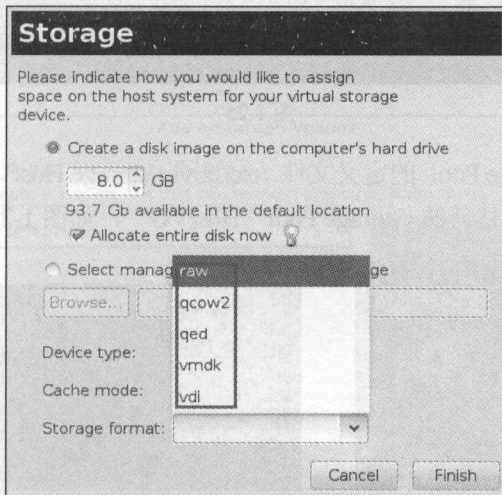 Storage
Please indicate how you would like to assign
space on the host system for your virtual storage
device.
Create a disk image on the computer's hard drive
8.0 GB
93.7 Gb available in the default location
Allocate entire disk now
Select manag
ge
raw
Browse...
qcow2
qed
Device type:
vmdk
Cache mode:
vdi
Storage format:
Cancel Finish